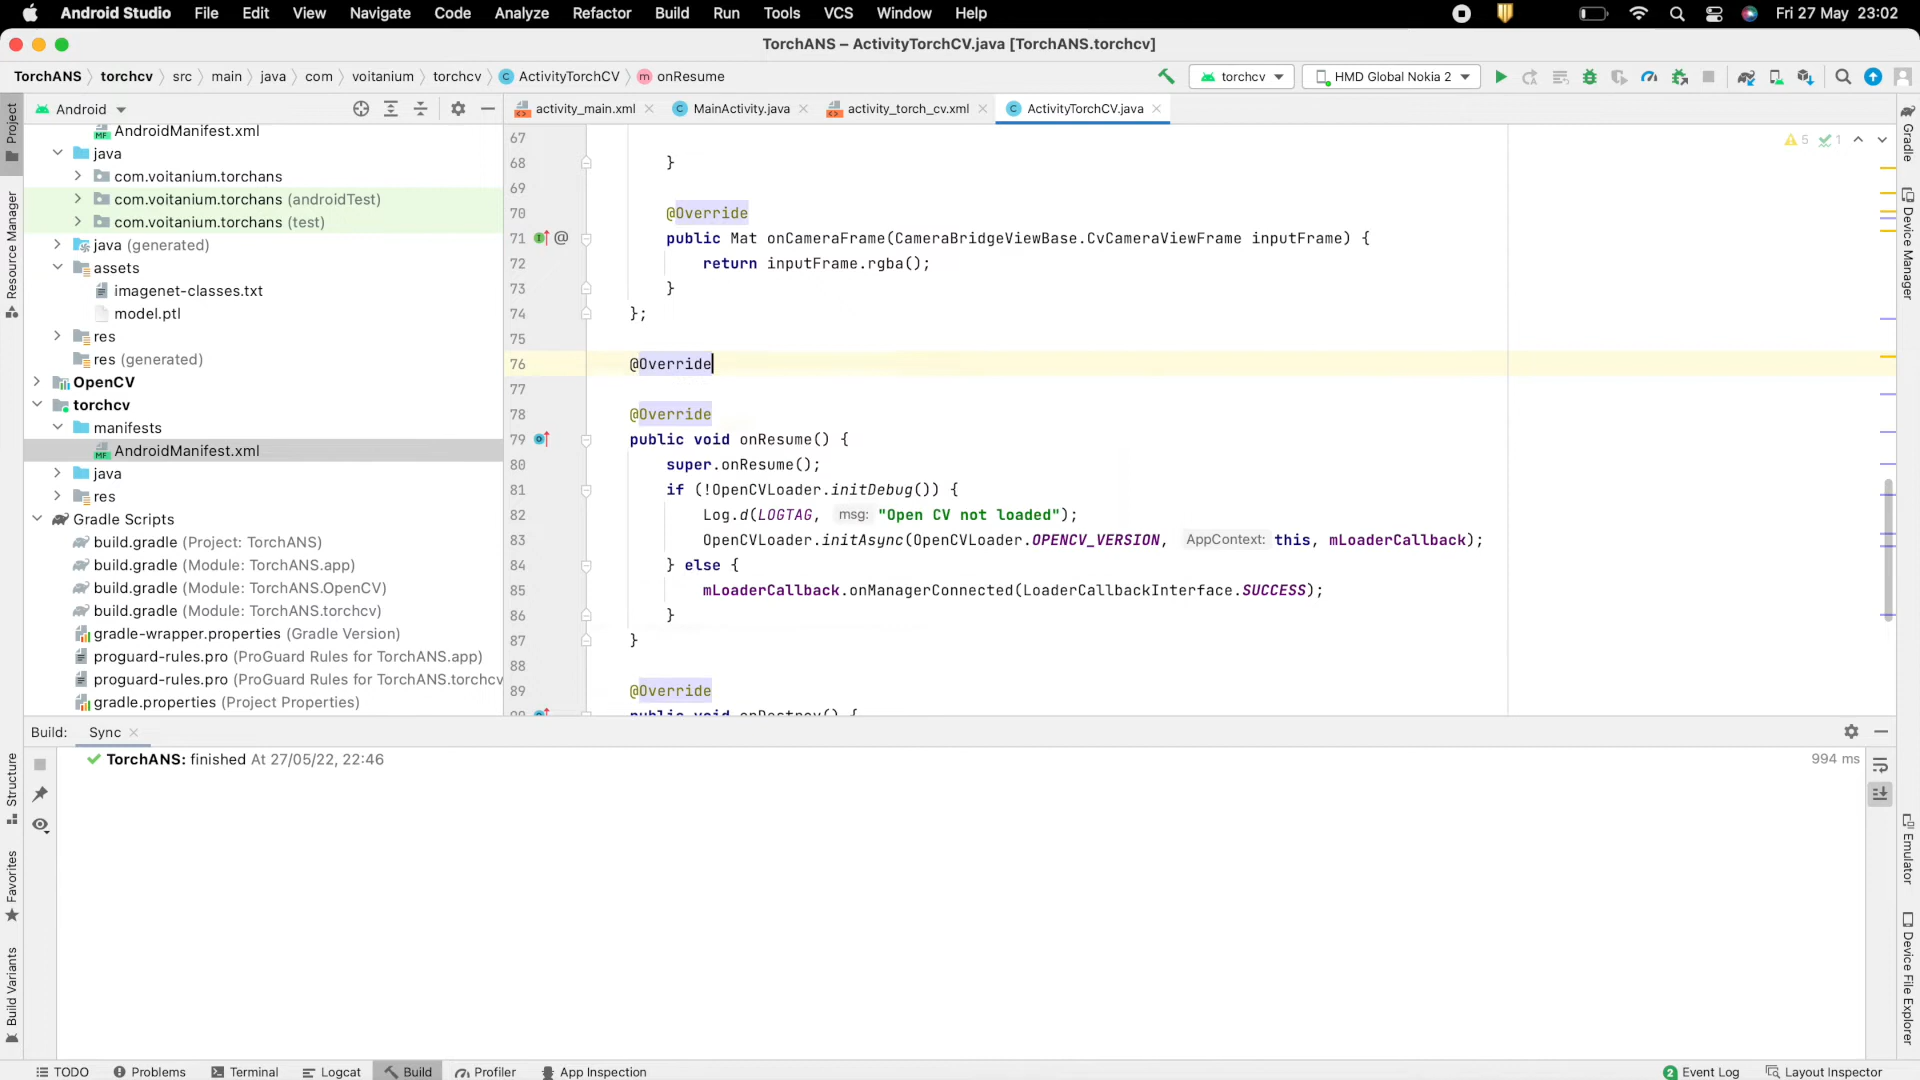 Android Studio File Edit View Navigate Code Analyze Refactor Build Run Tools VCS Window Help Fri 27 May 23:02
TorchANS – ActivityTorchCV.java [TorchANS.torchcv]
TorchANS torchcv src main java com voitanium torchcv ActivityTorchCV onResume torchcv HMD Global Nokia 2
Android activity_main.xml MainActivity.java activity_torch_cv.xml ActivityTorchCV.java
Project
Resource Manager
Structure
Favorites
Build Variants
AndroidManifest.xml
java
com.voitanium.torchans
com.voitanium.torchans (androidTest)
com.voitanium.torchans (test)
java (generated)
assets
imagenet-classes.txt
model.ptl
res
res (generated)
OpenCV
torchcv
manifests
AndroidManifest.xml
java
res
Gradle Scripts
build.gradle (Project: TorchANS)
build.gradle (Module: TorchANS.app)
build.gradle (Module: TorchANS.OpenCV)
build.gradle (Module: TorchANS.torchcv)
gradle-wrapper.properties (Gradle Version)
proguard-rules.pro (ProGuard Rules for TorchANS.app)
proguard-rules.pro (ProGuard Rules for TorchANS.torchcv
gradle.properties (Project Properties)
67
68 }
69
70 @Override
71 @ public Mat onCameraFrame(CameraBridgeViewBase.CvCameraViewFrame inputFrame) {
72 return inputFrame.rgba();
73 }
74 };
75
76 @Override
77
78 @Override
79 public void onResume() {
80 super.onResume();
81 if (!OpenCVLoader.initDebug()) {
82 Log.d(LOGTAG, msg: "Open CV not loaded");
83 OpenCVLoader.initAsync(OpenCVLoader.OPENCV_VERSION, AppContext: this, mLoaderCallback);
84 } else {
85 mLoaderCallback.onManagerConnected(LoaderCallbackInterface.SUCCESS);
86 }
87 }
88
89 @Override
90 public void onDestroy() {
5 1
Gradle
Device Manager
Emulator
Device File Explorer
Build: Sync
TorchANS: finished At 27/05/22, 22:46 994 ms
TODO Problems Terminal Logcat Build Profiler App Inspection 2 Event Log Layout Inspector